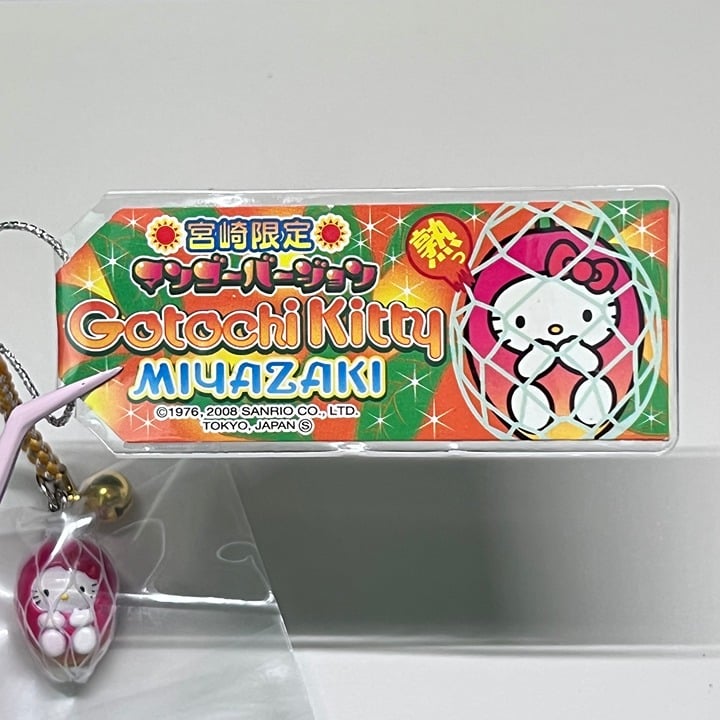 宮崎限定
マンゴーバージョン
Gotochi Kitty
MIYAZAKI
©1976, 2008 SANRIO CO., LTD.
TOKYO, JAPAN Ⓢ
熟っ